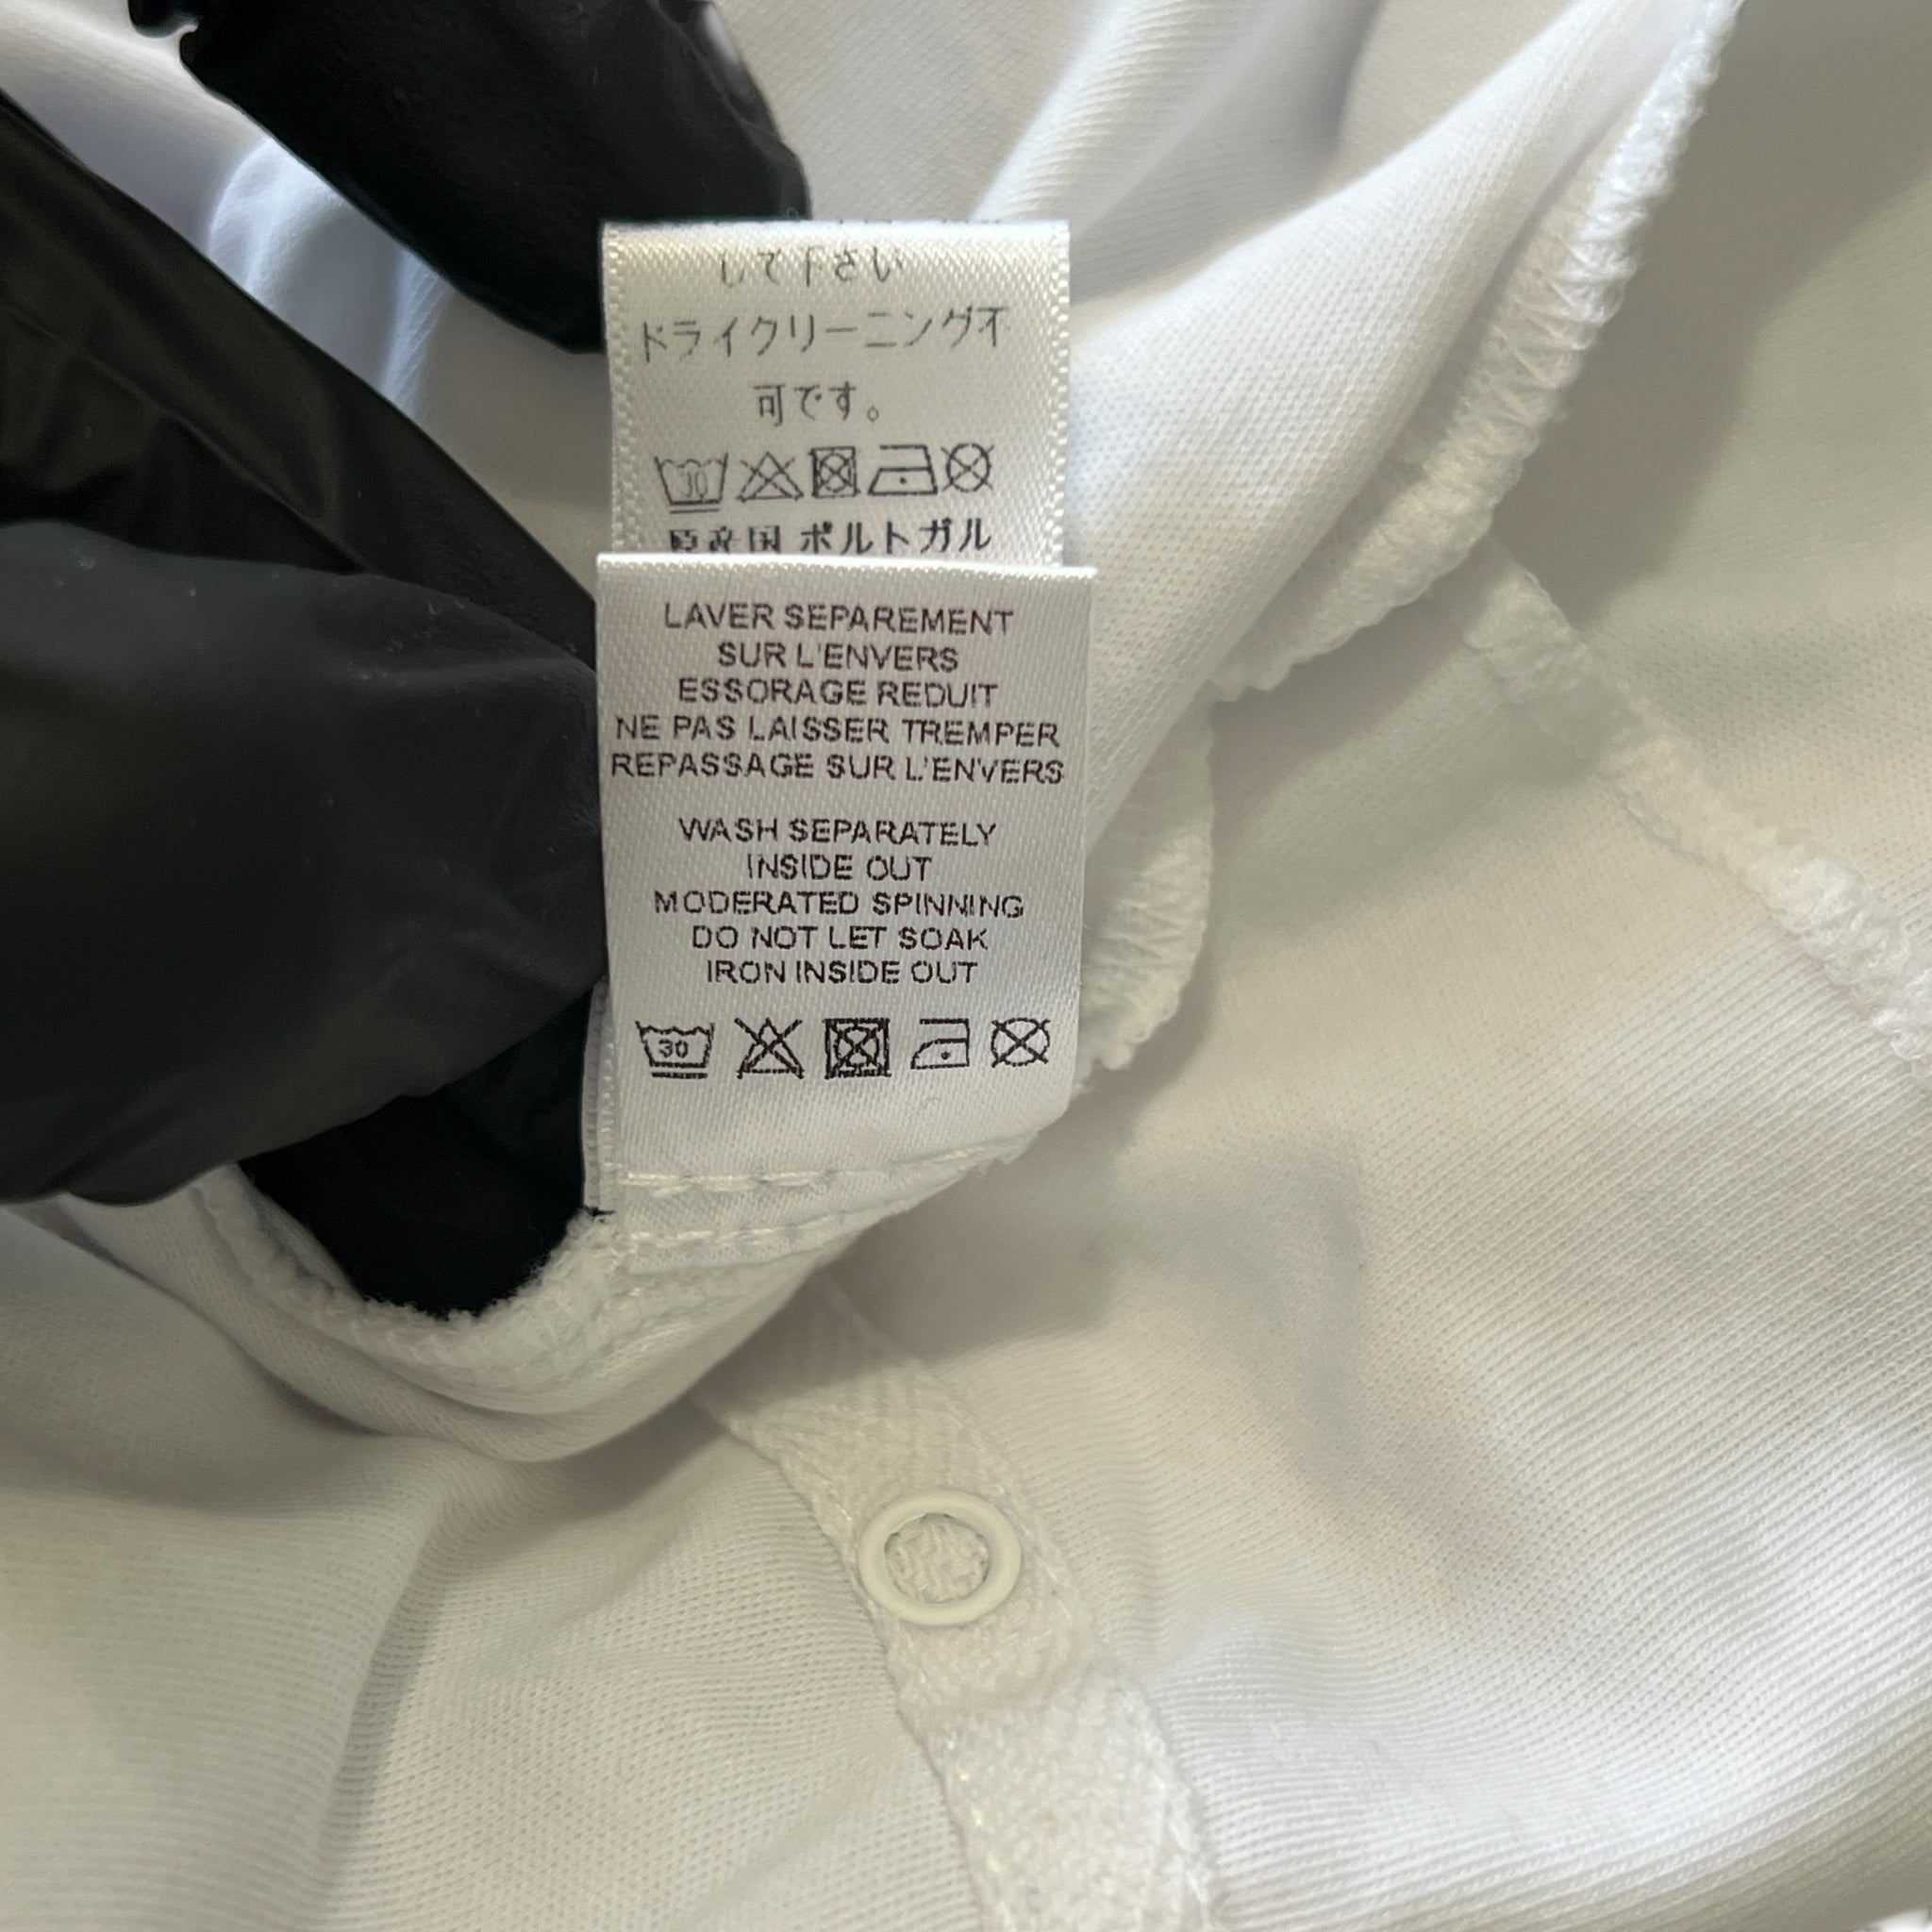 して下さい
ドライクリーニング不
可です。
30
原産国 ポルトガル
LAVER SEPAREMENT
SUR L'ENVERS
ESSORAGE REDUIT
NE PAS LAISSER TREMPER
REPASSAGE SUR L'ENVERS
WASH SEPARATELY
INSIDE OUT
MODERATED SPINNING
DO NOT LET SOAK
IRON INSIDE OUT
30